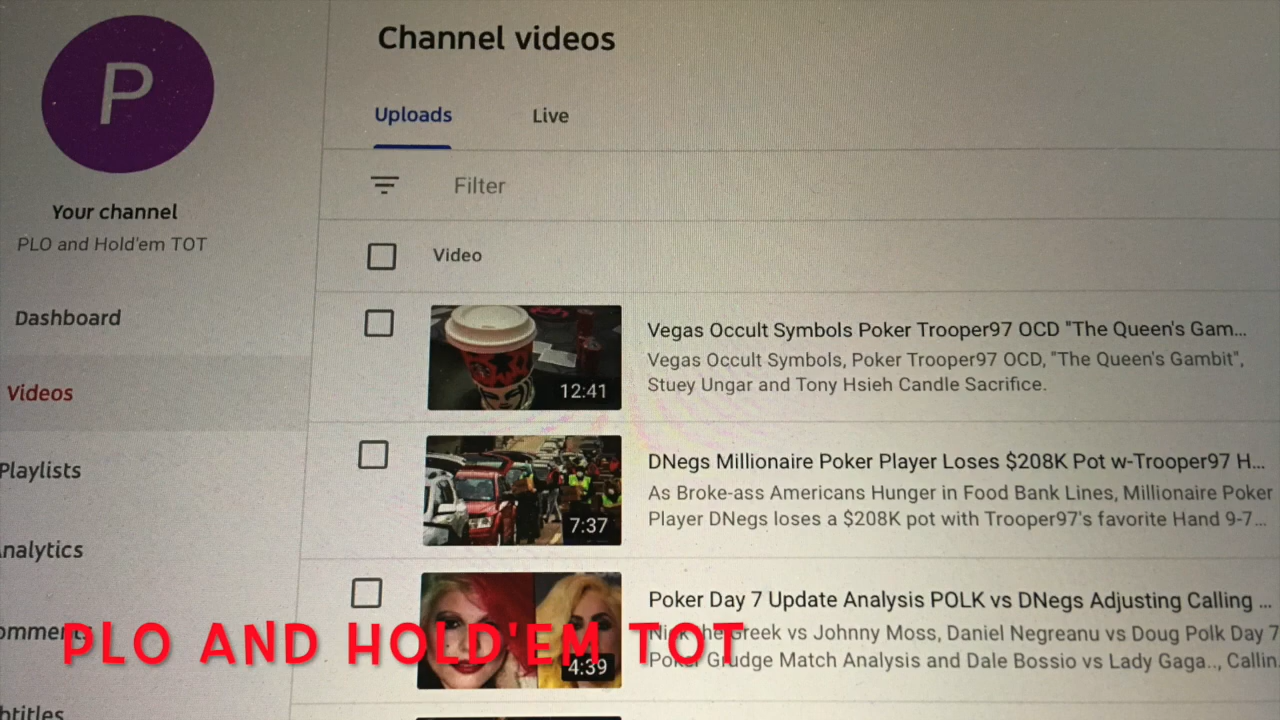 P
Your channel
PLO and Hold'em TOT
Dashboard
Videos
Playlists
nalytics
omments
btitles
Channel videos
Uploads
Live
Filter
Video
12:41
Vegas Occult Symbols Poker Trooper97 OCD "The Queen's Gam...
Vegas Occult Symbols, Poker Trooper97 OCD, "The Queen's Gambit",
Stuey Ungar and Tony Hsieh Candle Sacrifice.
7:37
DNegs Millionaire Poker Player Loses $208K Pot w-Trooper97 H...
As Broke-ass Americans Hunger in Food Bank Lines, Millionaire Poker
Player DNegs loses a $208K pot with Trooper97's favorite Hand 9-7...
4:39
Poker Day 7 Update Analysis POLK vs DNegs Adjusting Calling ...
Nick the Greek vs Johnny Moss, Daniel Negreanu vs Doug Polk Day 7
Poker Grudge Match Analysis and Dale Bossio vs Lady Gaga.., Callin
PLO AND HOLD'EM TOT